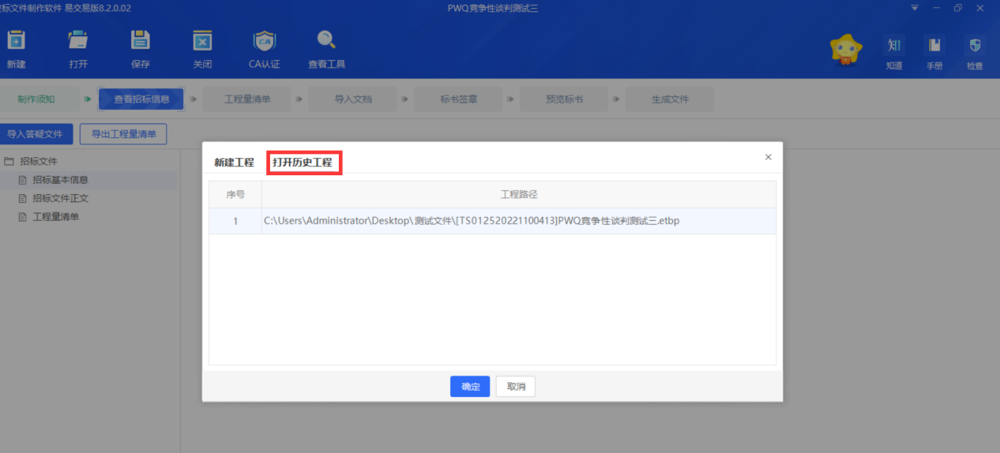 标文件制作软件 易交易版8.2.0.02
PWQ竞争性谈判测试三
新建
打开
保存
关闭
CA
CA认证
查看工具
知道
手册
检查
制作须知
查看招标信息
工程量清单
导入文档
标书签章
预览标书
生成文件
导入答疑文件
导出工程量清单
招标文件
招标基本信息
招标文件正文
工程量清单
新建工程
打开历史工程
序号
工程路径
1
C:\Users\Administrator\Desktop\测试文件\[TS012520221100413]PWQ竞争性谈判测试三.etbp
确定
取消